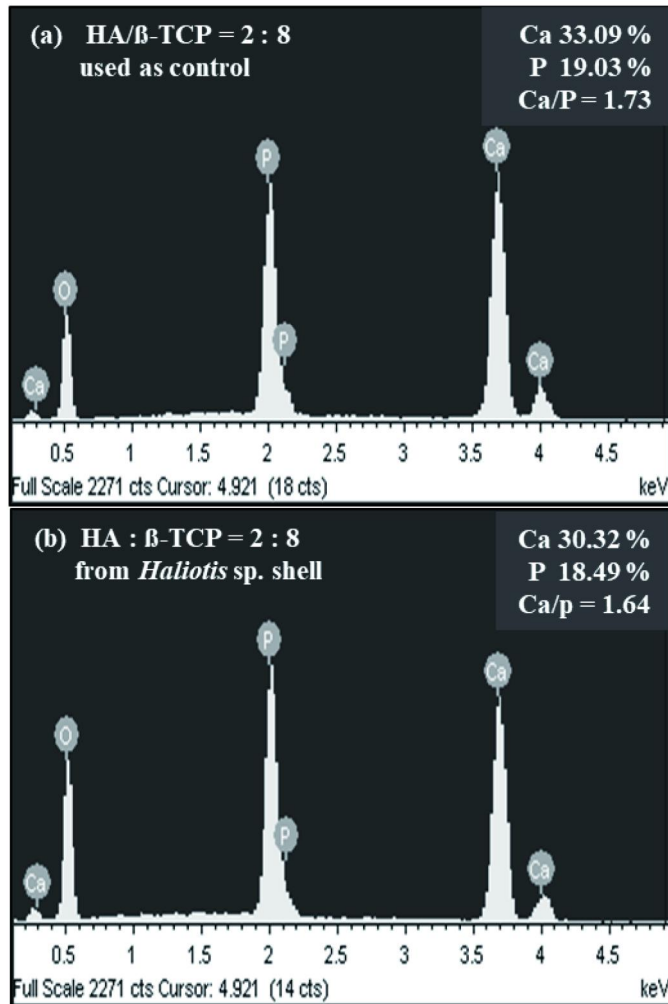 (a) HA/ß-TCP = 2 : 8
used as control
Ca 33.09 %
P 19.03 %
Ca/P = 1.73
P
Ca
O
P
Ca
Ca
0.5 1 1.5 2 2.5 3 3.5 4 4.5
Full Scale 2271 cts Cursor: 4.921 (18 cts) keV
(b) HA : ß-TCP = 2 : 8
from Haliotis sp. shell
Ca 30.32 %
P 18.49 %
Ca/p = 1.64
P
Ca
O
P
Ca
Ca
0.5 1 1.5 2 2.5 3 3.5 4 4.5
Full Scale 2271 cts Cursor: 4.921 (14 cts) keV